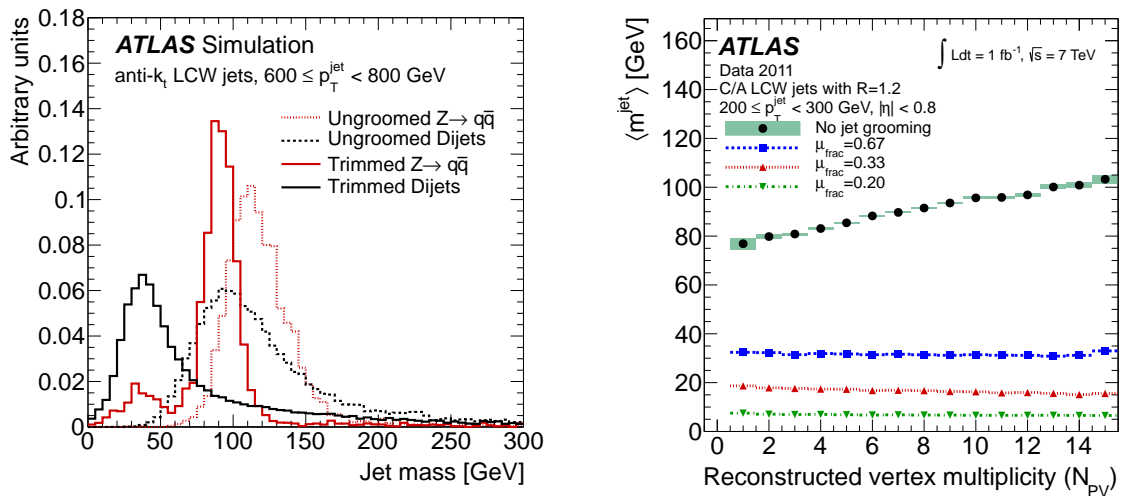 ATLAS Simulation
anti-k_t LCW jets, 600 ≤ p_T^jet < 800 GeV
Ungroomed Z→ qq̅
Ungroomed Dijets
Trimmed Z→ qq̅
Trimmed Dijets
Arbitrary units
0.18
0.16
0.14
0.12
0.1
0.08
0.06
0.04
0.02
0
0 50 100 150 200 250 300
Jet mass [GeV]
ATLAS
∫ Ldt = 1 fb⁻¹, √s = 7 TeV
Data 2011
C/A LCW jets with R=1.2
200 ≤ p_T^jet < 300 GeV, |η| < 0.8
No jet grooming
μ_frac=0.67
μ_frac=0.33
μ_frac=0.20
⟨m^jet⟩ [GeV]
160
140
120
100
80
60
40
20
0
0 2 4 6 8 10 12 14
Reconstructed vertex multiplicity (N_PV)